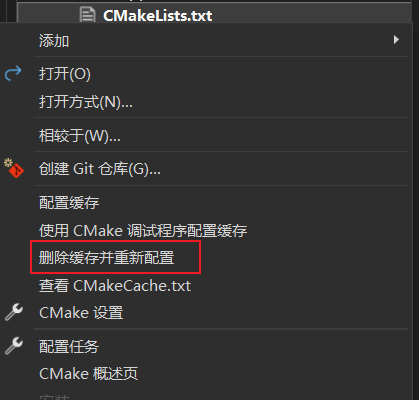 CMakeLists.txt
添加
打开(O)
打开方式(N)...
相较于(W)...
创建 Git 仓库(G)...
配置缓存
使用 CMake 调试程序配置缓存
删除缓存并重新配置
查看 CMakeCache.txt
CMake 设置
配置任务
CMake 概述页